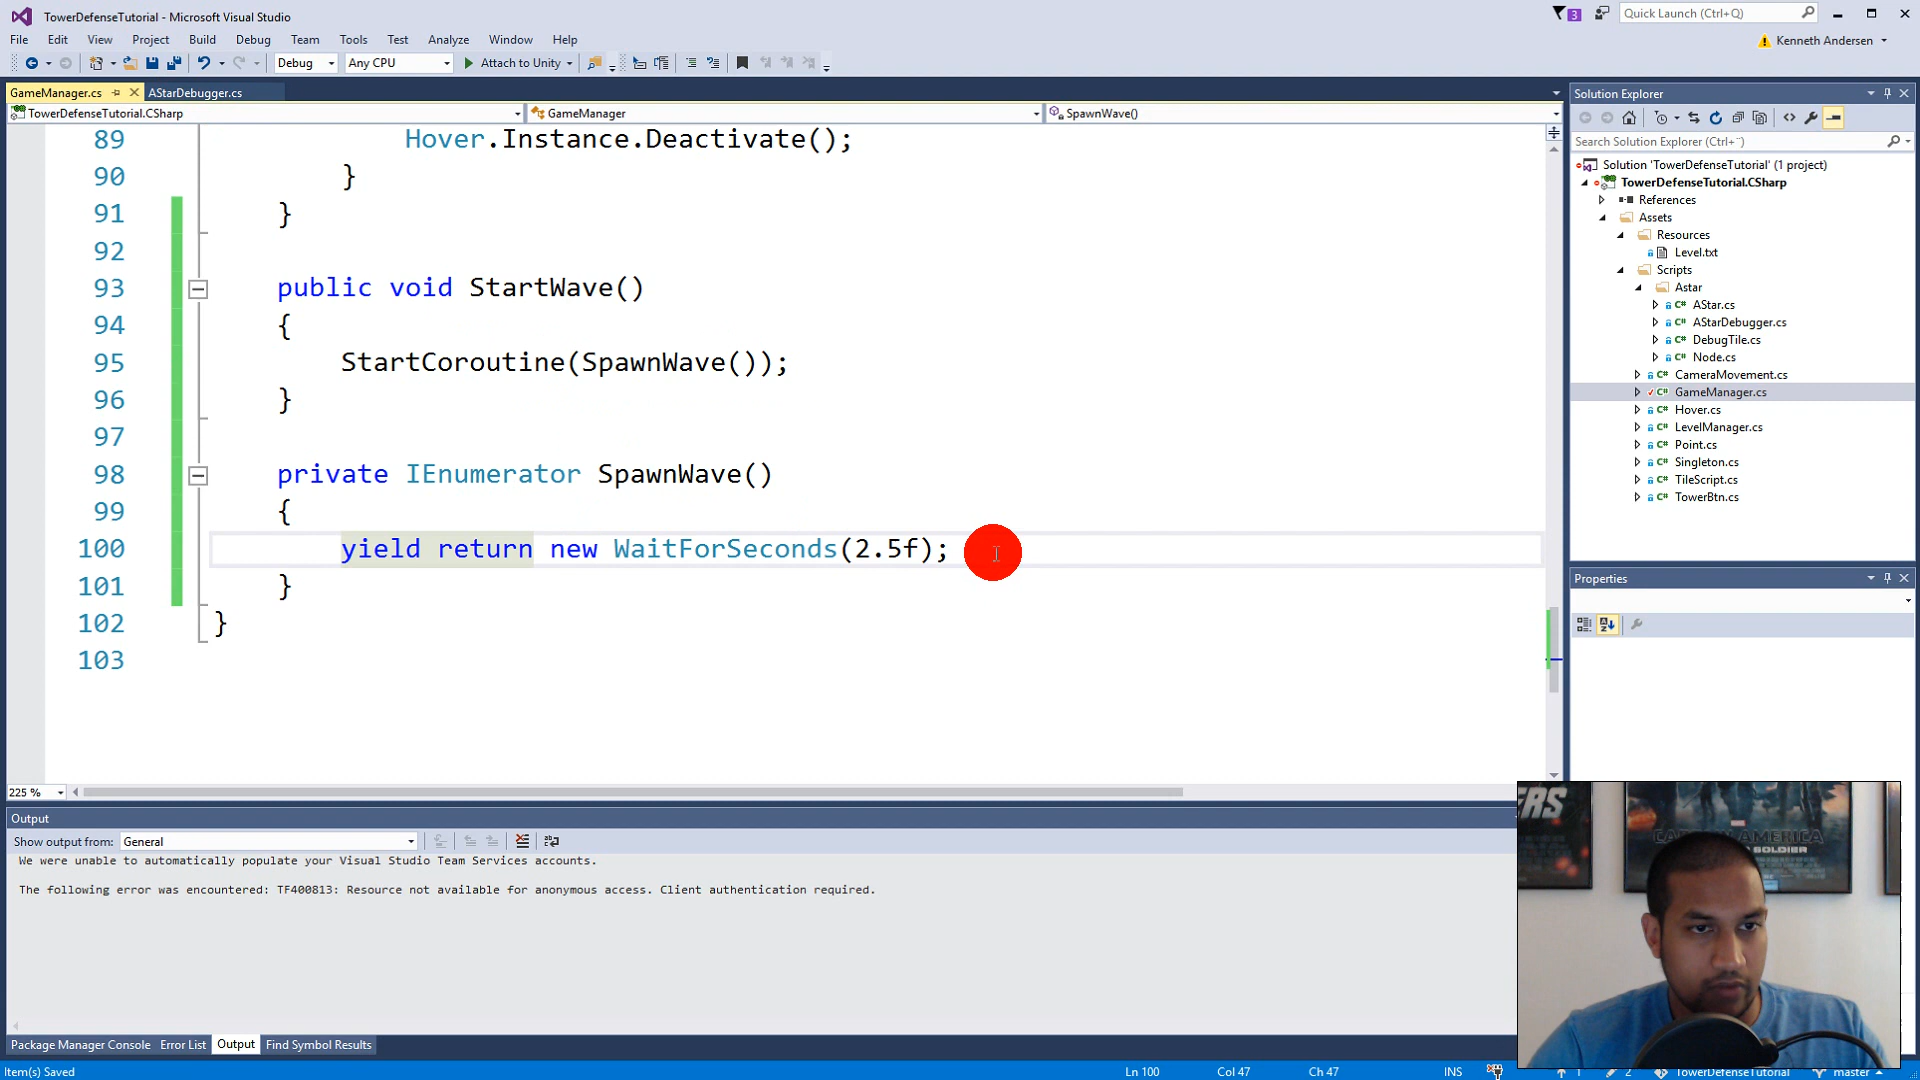 TowerDefenseTutorial - Microsoft Visual Studio
3
Quick Launch (Ctrl+Q)
File Edit View Project Build Debug Team Tools Test Analyze Window Help
Kenneth Andersen
Debug Any CPU Attach to Unity
GameManager.cs AStarDebugger.cs
TowerDefenseTutorial.CSharp GameManager SpawnWave()
89 Hover.Instance.Deactivate();
90 }
91 }
92
93 public void StartWave()
94 {
95 StartCoroutine(SpawnWave());
96 }
97
98 private IEnumerator SpawnWave()
99 {
100 yield return new WaitForSeconds(2.5f);
101 }
102 }
103
225 %
Solution Explorer
Search Solution Explorer (Ctrl+¨)
Solution 'TowerDefenseTutorial' (1 project)
TowerDefenseTutorial.CSharp
References
Assets
Resources
Level.txt
Scripts
Astar
C# AStar.cs
C# AStarDebugger.cs
C# DebugTile.cs
C# Node.cs
C# CameraMovement.cs
C# GameManager.cs
C# Hover.cs
C# LevelManager.cs
C# Point.cs
C# Singleton.cs
C# TileScript.cs
C# TowerBtn.cs
Properties
Output
Show output from: General
We were unable to automatically populate your Visual Studio Team Services accounts.
The following error was encountered: TF400813: Resource not available for anonymous access. Client authentication required.
Package Manager Console Error List Output Find Symbol Results
ERS
MARVEL
CAPTAIN AMERICA
SOLDIER
Item(s) Saved Ln 100 Col 47 Ch 47 INS 1 2 TowerDefenseTutorial master